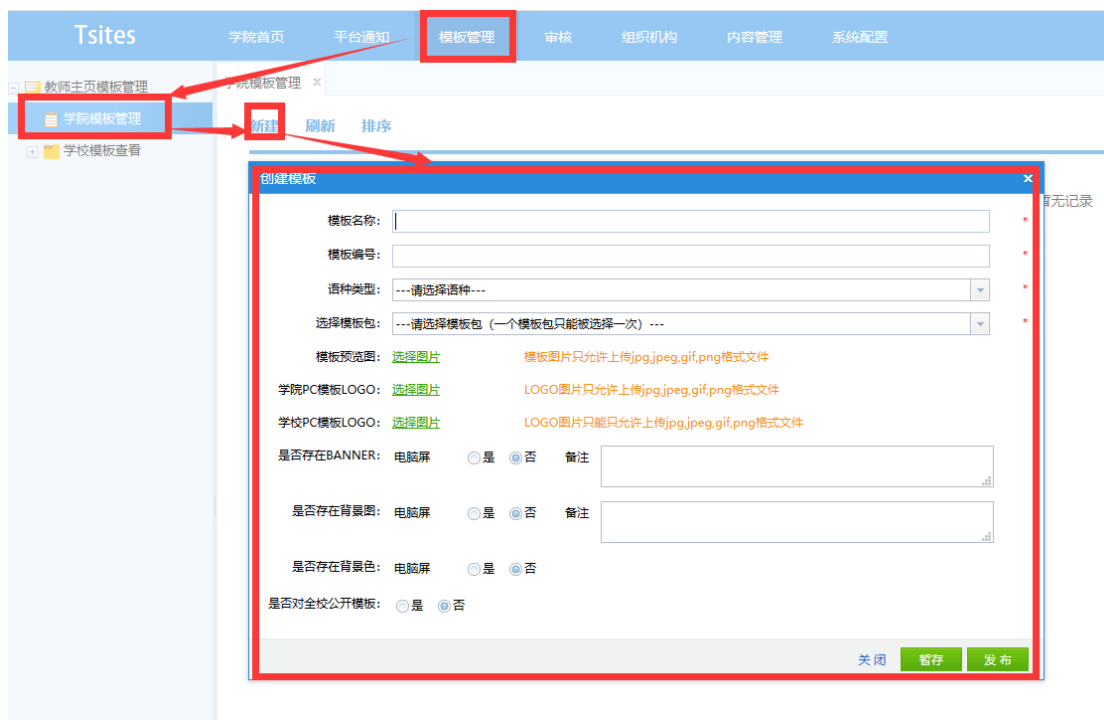 Tsites 学院首页 平台通知 模板管理 审核 组织机构 内容管理 系统配置
教师主页模板管理
学院模板管理
学校模板查看
学院模板管理 ×
新建 刷新 排序
暂无记录
创建模板 ×
模板名称: *
模板编号: *
语种类型: ---请选择语种--- *
选择模板包: ---请选择模板包（一个模板包只能被选择一次）--- *
模板预览图: 选择图片 模板图片只允许上传jpg,jpeg,gif,png格式文件
学院PC模板LOGO: 选择图片 LOGO图片只允许上传jpg,jpeg,gif,png格式文件
学校PC模板LOGO: 选择图片 LOGO图片只能只允许上传jpg,jpeg,gif,png格式文件
是否存在BANNER: 电脑屏 是 否 备注
是否存在背景图: 电脑屏 是 否 备注
是否存在背景色: 电脑屏 是 否
是否对全校公开模板: 是 否
关闭 暂存 发布